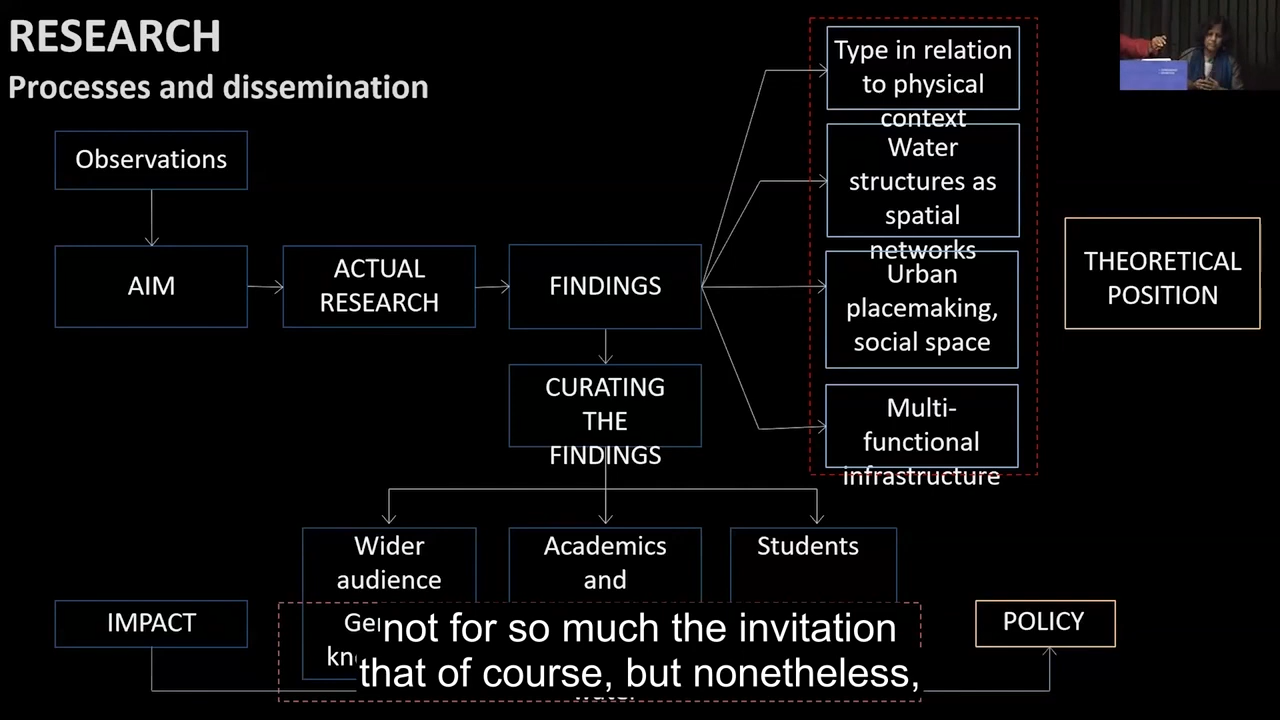 RESEARCH
Processes and dissemination
Observations
AIM
ACTUAL
RESEARCH
FINDINGS
CURATING
THE
FINDINGS
Type in relation
to physical
context
Water
structures as
spatial
networks
Urban
placemaking,
social space
Multi-
functional
infrastructure
THEORETICAL
POSITION
Wider
audience
Academics
and
Students
IMPACT
POLICY
not for so much the invitation
that of course, but nonetheless,